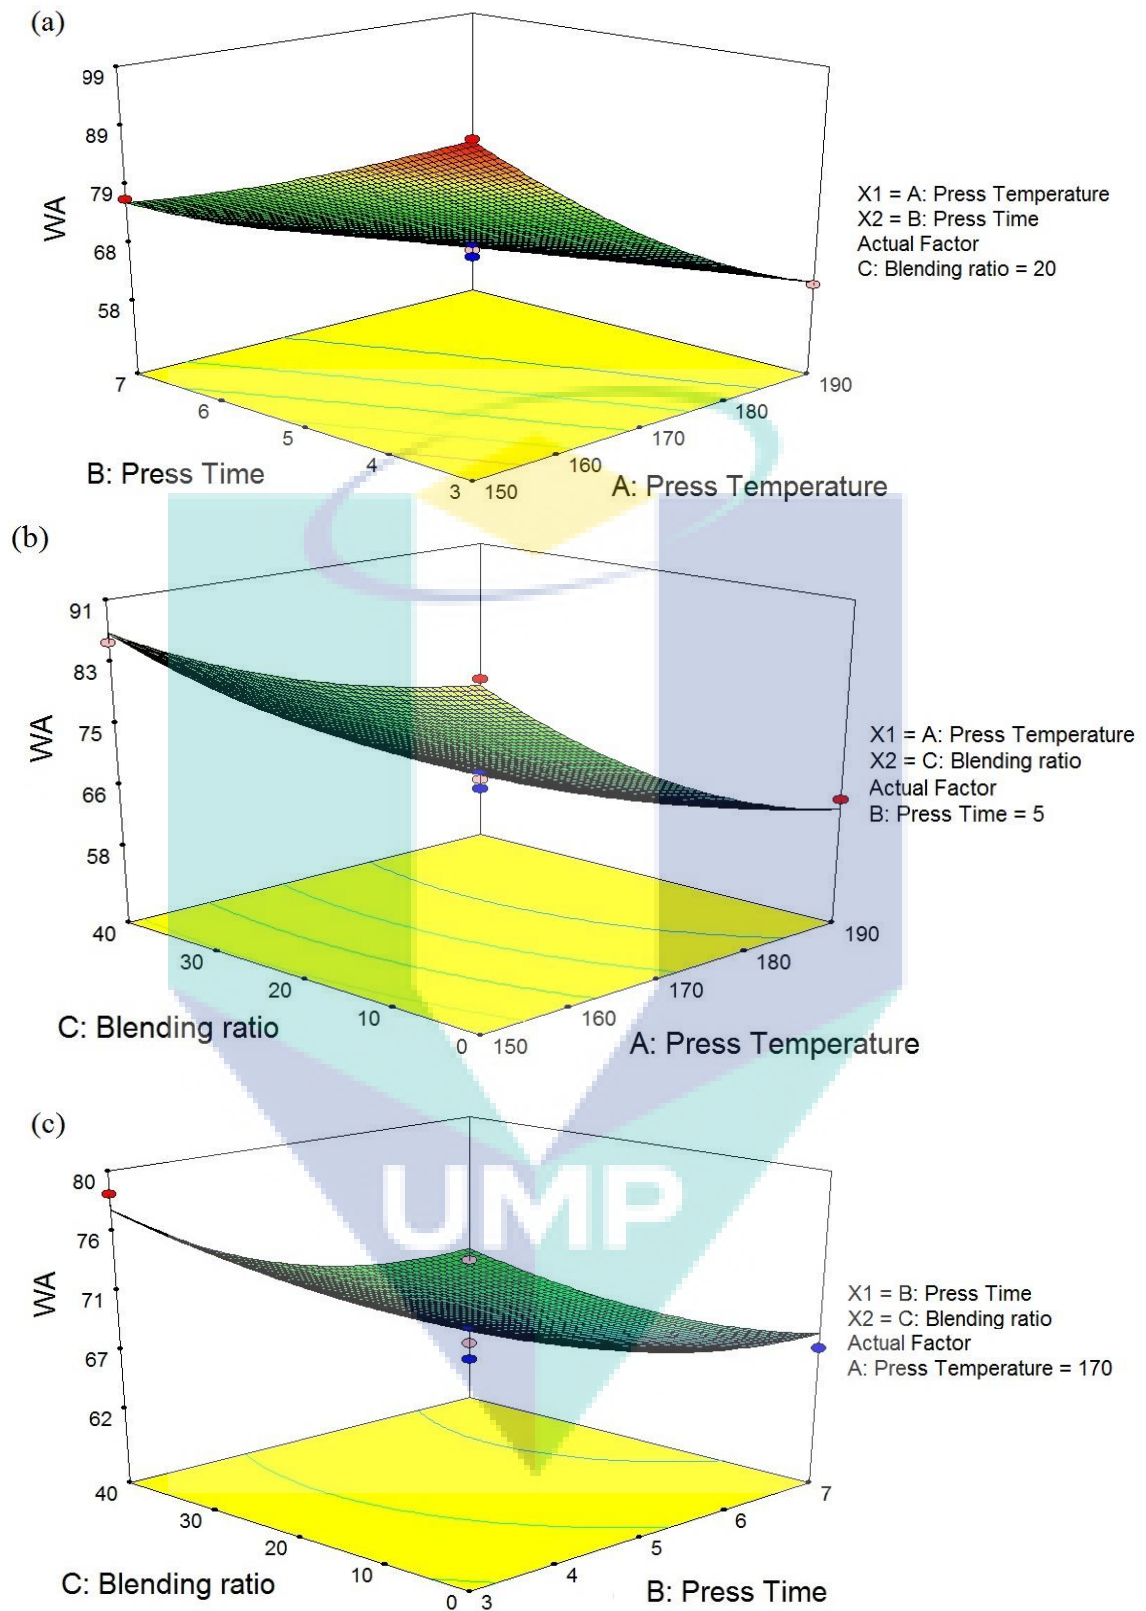 (a)
99
89
79
68
58
WA
X1 = A: Press Temperature
X2 = B: Press Time
Actual Factor
C: Blending ratio = 20
7
6
5
4
3
150
160
170
180
190
B: Press Time
A: Press Temperature
(b)
91
83
75
66
58
WA
X1 = A: Press Temperature
X2 = C: Blending ratio
Actual Factor
B: Press Time = 5
40
30
20
10
0
150
160
170
180
190
C: Blending ratio
A: Press Temperature
(c)
UMP
80
76
71
67
62
WA
X1 = B: Press Time
X2 = C: Blending ratio
Actual Factor
A: Press Temperature = 170
40
30
20
10
0
3
4
5
6
7
C: Blending ratio
B: Press Time